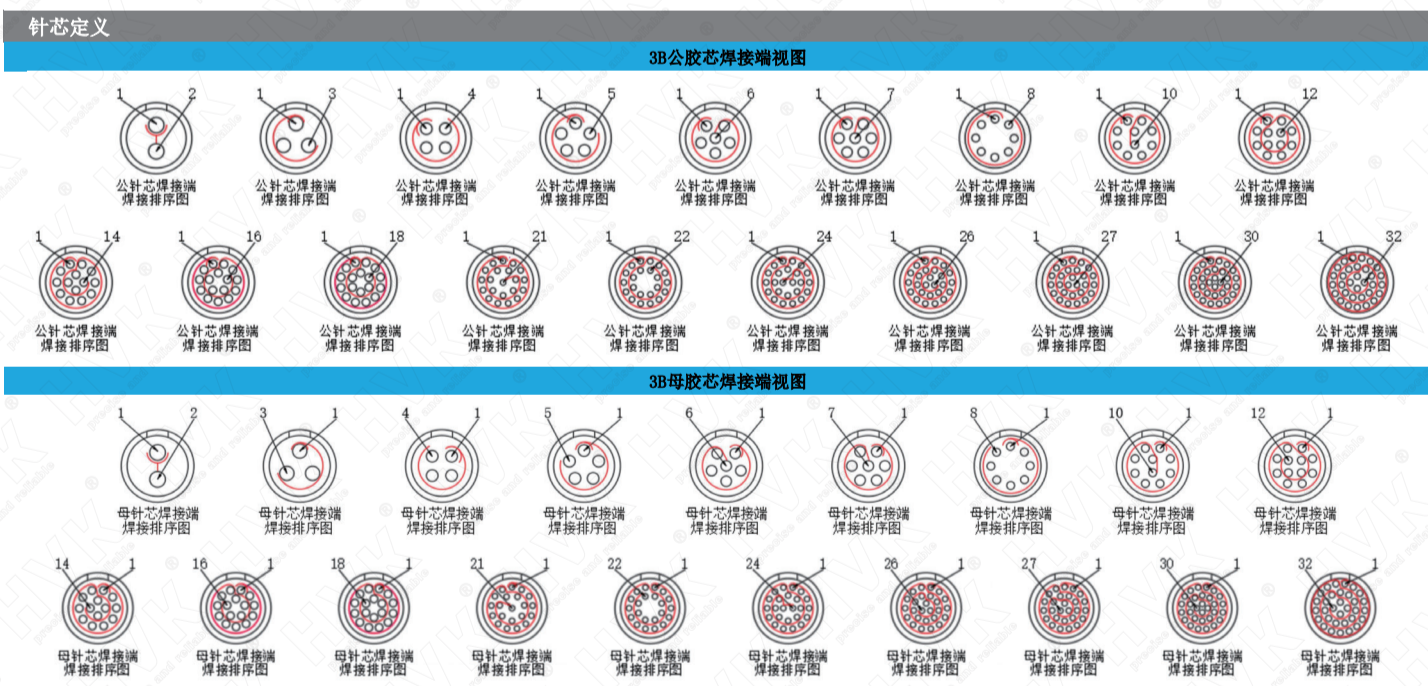 针芯定义
3B公胶芯焊接端视图
1 2 1 3 1 4 1 5 1 6 1 7 1 8 1 10 1 12
公针芯焊接端 公针芯焊接端 公针芯焊接端 公针芯焊接端 公针芯焊接端 公针芯焊接端 公针芯焊接端 公针芯焊接端 公针芯焊接端
焊接排序图 焊接排序图 焊接排序图 焊接排序图 焊接排序图 焊接排序图 焊接排序图 焊接排序图 焊接排序图
1 14 1 16 1 18 1 21 1 22 1 24 1 26 1 27 1 30 1 32
公针芯焊接端 公针芯焊接端 公针芯焊接端 公针芯焊接端 公针芯焊接端 公针芯焊接端 公针芯焊接端 公针芯焊接端 公针芯焊接端 公针芯焊接端
焊接排序图 焊接排序图 焊接排序图 焊接排序图 焊接排序图 焊接排序图 焊接排序图 焊接排序图 焊接排序图 焊接排序图
3B母胶芯焊接端视图
1 2 3 1 4 1 5 1 6 1 7 1 8 1 10 1 12 1
母针芯焊接端 母针芯焊接端 母针芯焊接端 母针芯焊接端 母针芯焊接端 母针芯焊接端 母针芯焊接端 母针芯焊接端 母针芯焊接端
焊接排序图 焊接排序图 焊接排序图 焊接排序图 焊接排序图 焊接排序图 焊接排序图 焊接排序图 焊接排序图
14 1 16 1 18 1 21 1 22 1 24 1 26 1 27 1 30 1 32 1
母针芯焊接端 母针芯焊接端 母针芯焊接端 母针芯焊接端 母针芯焊接端 母针芯焊接端 母针芯焊接端 母针芯焊接端 母针芯焊接端 母针芯焊接端
焊接排序图 焊接排序图 焊接排序图 焊接排序图 焊接排序图 焊接排序图 焊接排序图 焊接排序图 焊接排序图 焊接排序图